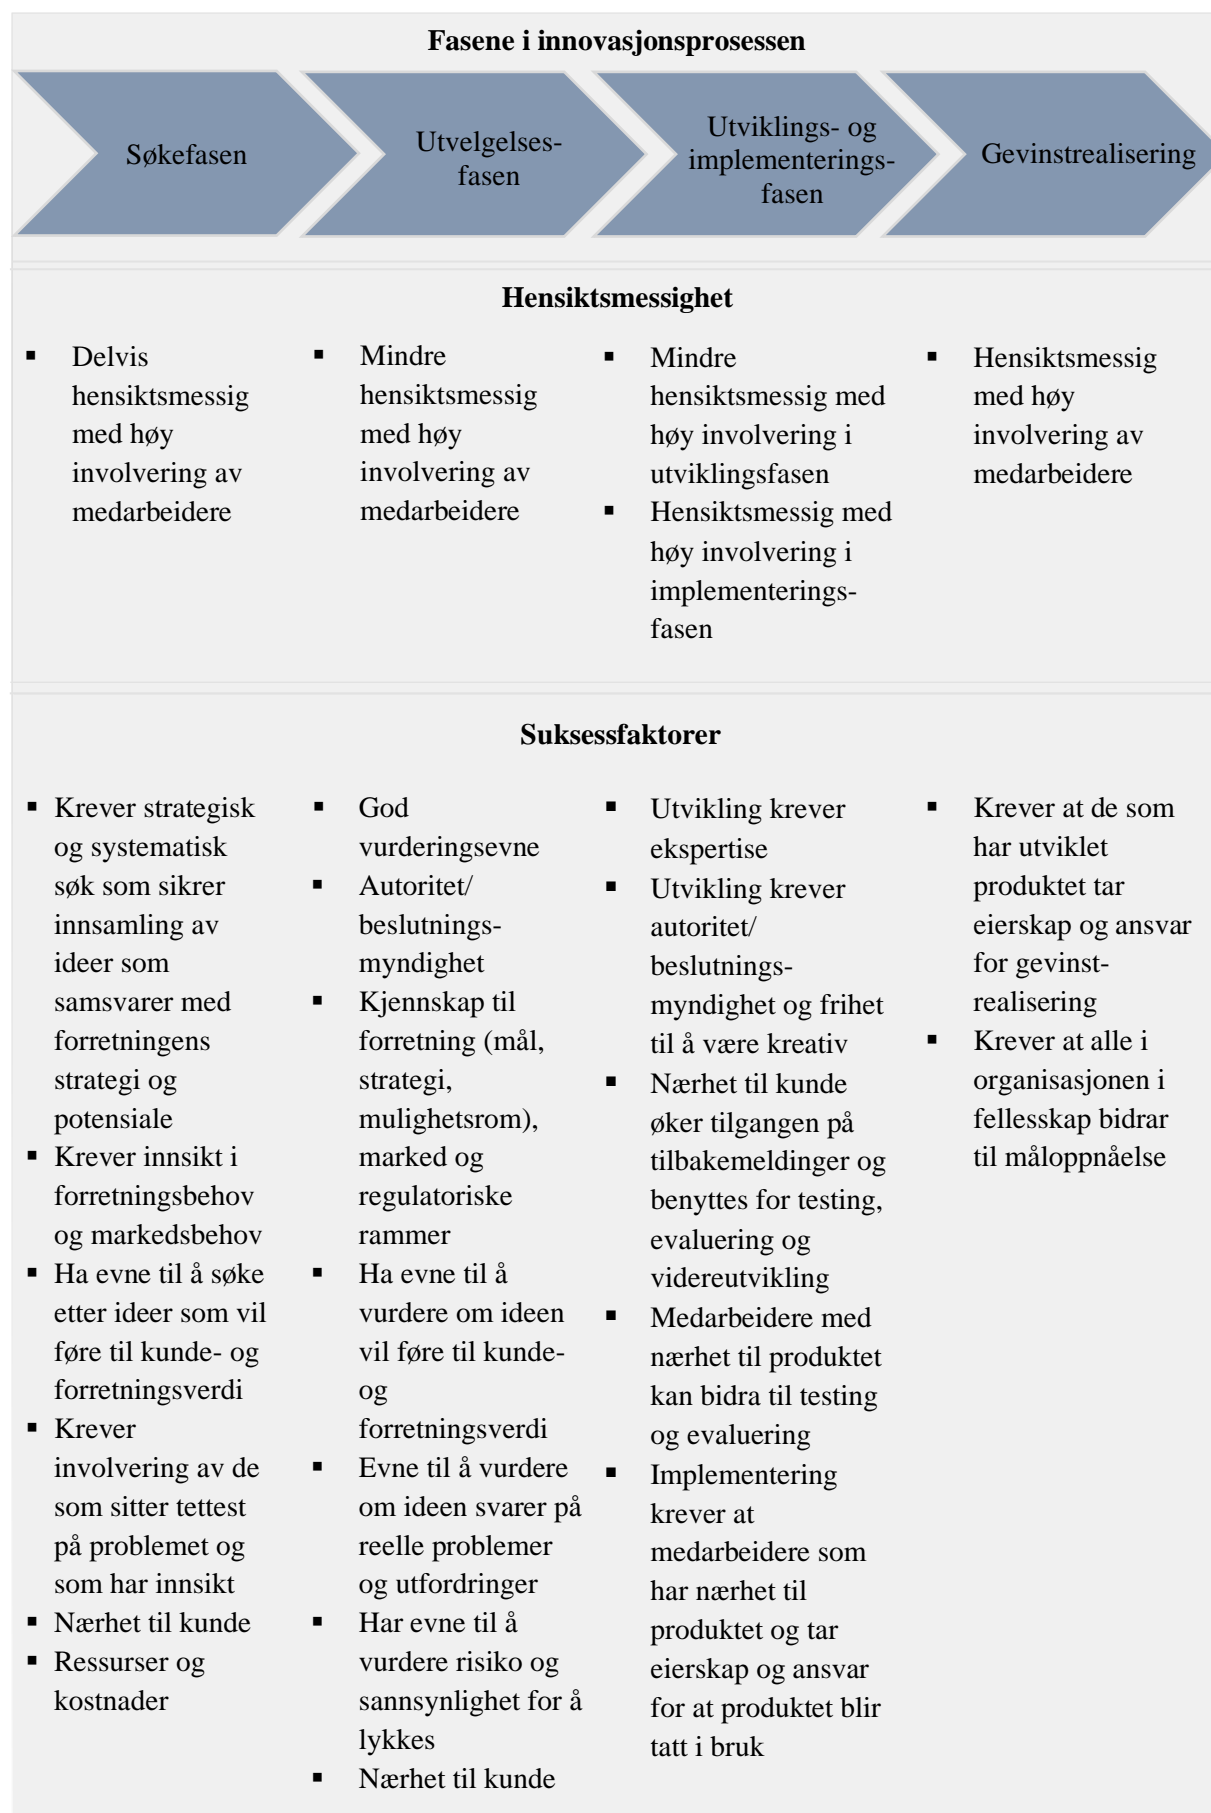 Fasene i innovasjonsprosessen
Søkefasen
Utvelgelses-
fasen
Utviklings- og
implementerings-
fasen
Gevinstrealisering
Hensiktsmessighet
▪ Delvis
hensiktsmessig
med høy
involvering av
medarbeidere
▪ Mindre
hensiktsmessig
med høy
involvering av
medarbeidere
▪ Mindre
hensiktsmessig med
høy involvering i
utviklingsfasen
▪ Hensiktsmessig med
høy involvering i
implementerings-
fasen
▪ Hensiktsmessig
med høy
involvering av
medarbeidere
Suksessfaktorer
▪ Krever strategisk
og systematisk
søk som sikrer
innsamling av
ideer som
samsvarer med
forretningens
strategi og
potensiale
▪ Krever innsikt i
forretningsbehov
og markedsbehov
▪ Ha evne til å søke
etter ideer som vil
føre til kunde- og
forretningsverdi
▪ Krever
involvering av de
som sitter tettest
på problemet og
som har innsikt
▪ Nærhet til kunde
▪ Ressurser og
kostnader
▪ God
vurderingsevne
▪ Autoritet/
beslutnings-
myndighet
▪ Kjennskap til
forretning (mål,
strategi,
mulighetsrom),
marked og
regulatoriske
rammer
▪ Ha evne til å
vurdere om ideen
vil føre til kunde-
og
forretningsverdi
▪ Evne til å vurdere
om ideen svarer på
reelle problemer
og utfordringer
▪ Har evne til å
vurdere risiko og
sannsynlighet for å
lykkes
▪ Nærhet til kunde
▪ Utvikling krever
ekspertise
▪ Utvikling krever
autoritet/
beslutnings-
myndighet og frihet
til å være kreativ
▪ Nærhet til kunde
øker tilgangen på
tilbakemeldinger og
benyttes for testing,
evaluering og
videreutvikling
▪ Medarbeidere med
nærhet til produktet
kan bidra til testing
og evaluering
▪ Implementering
krever at
medarbeidere som
har nærhet til
produktet og tar
eierskap og ansvar
for at produktet blir
tatt i bruk
▪ Krever at de som
har utviklet
produktet tar
eierskap og ansvar
for gevinst-
realisering
▪ Krever at alle i
organisasjonen i
fellesskap bidrar
til måloppnåelse